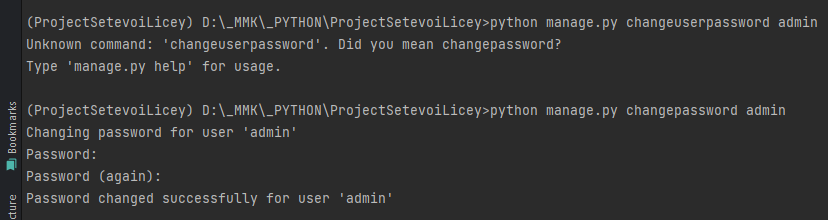 (ProjectSetevoiLicey) D:\_MMK\_PYTHON\ProjectSetevoiLicey>python manage.py changeuserpassword admin
Unknown command: 'changeuserpassword'. Did you mean changepassword?
Type 'manage.py help' for usage.
(ProjectSetevoiLicey) D:\_MMK\_PYTHON\ProjectSetevoiLicey>python manage.py changepassword admin
Changing password for user 'admin'
Password:
Password (again):
Password changed successfully for user 'admin'
Bookmarks
cture